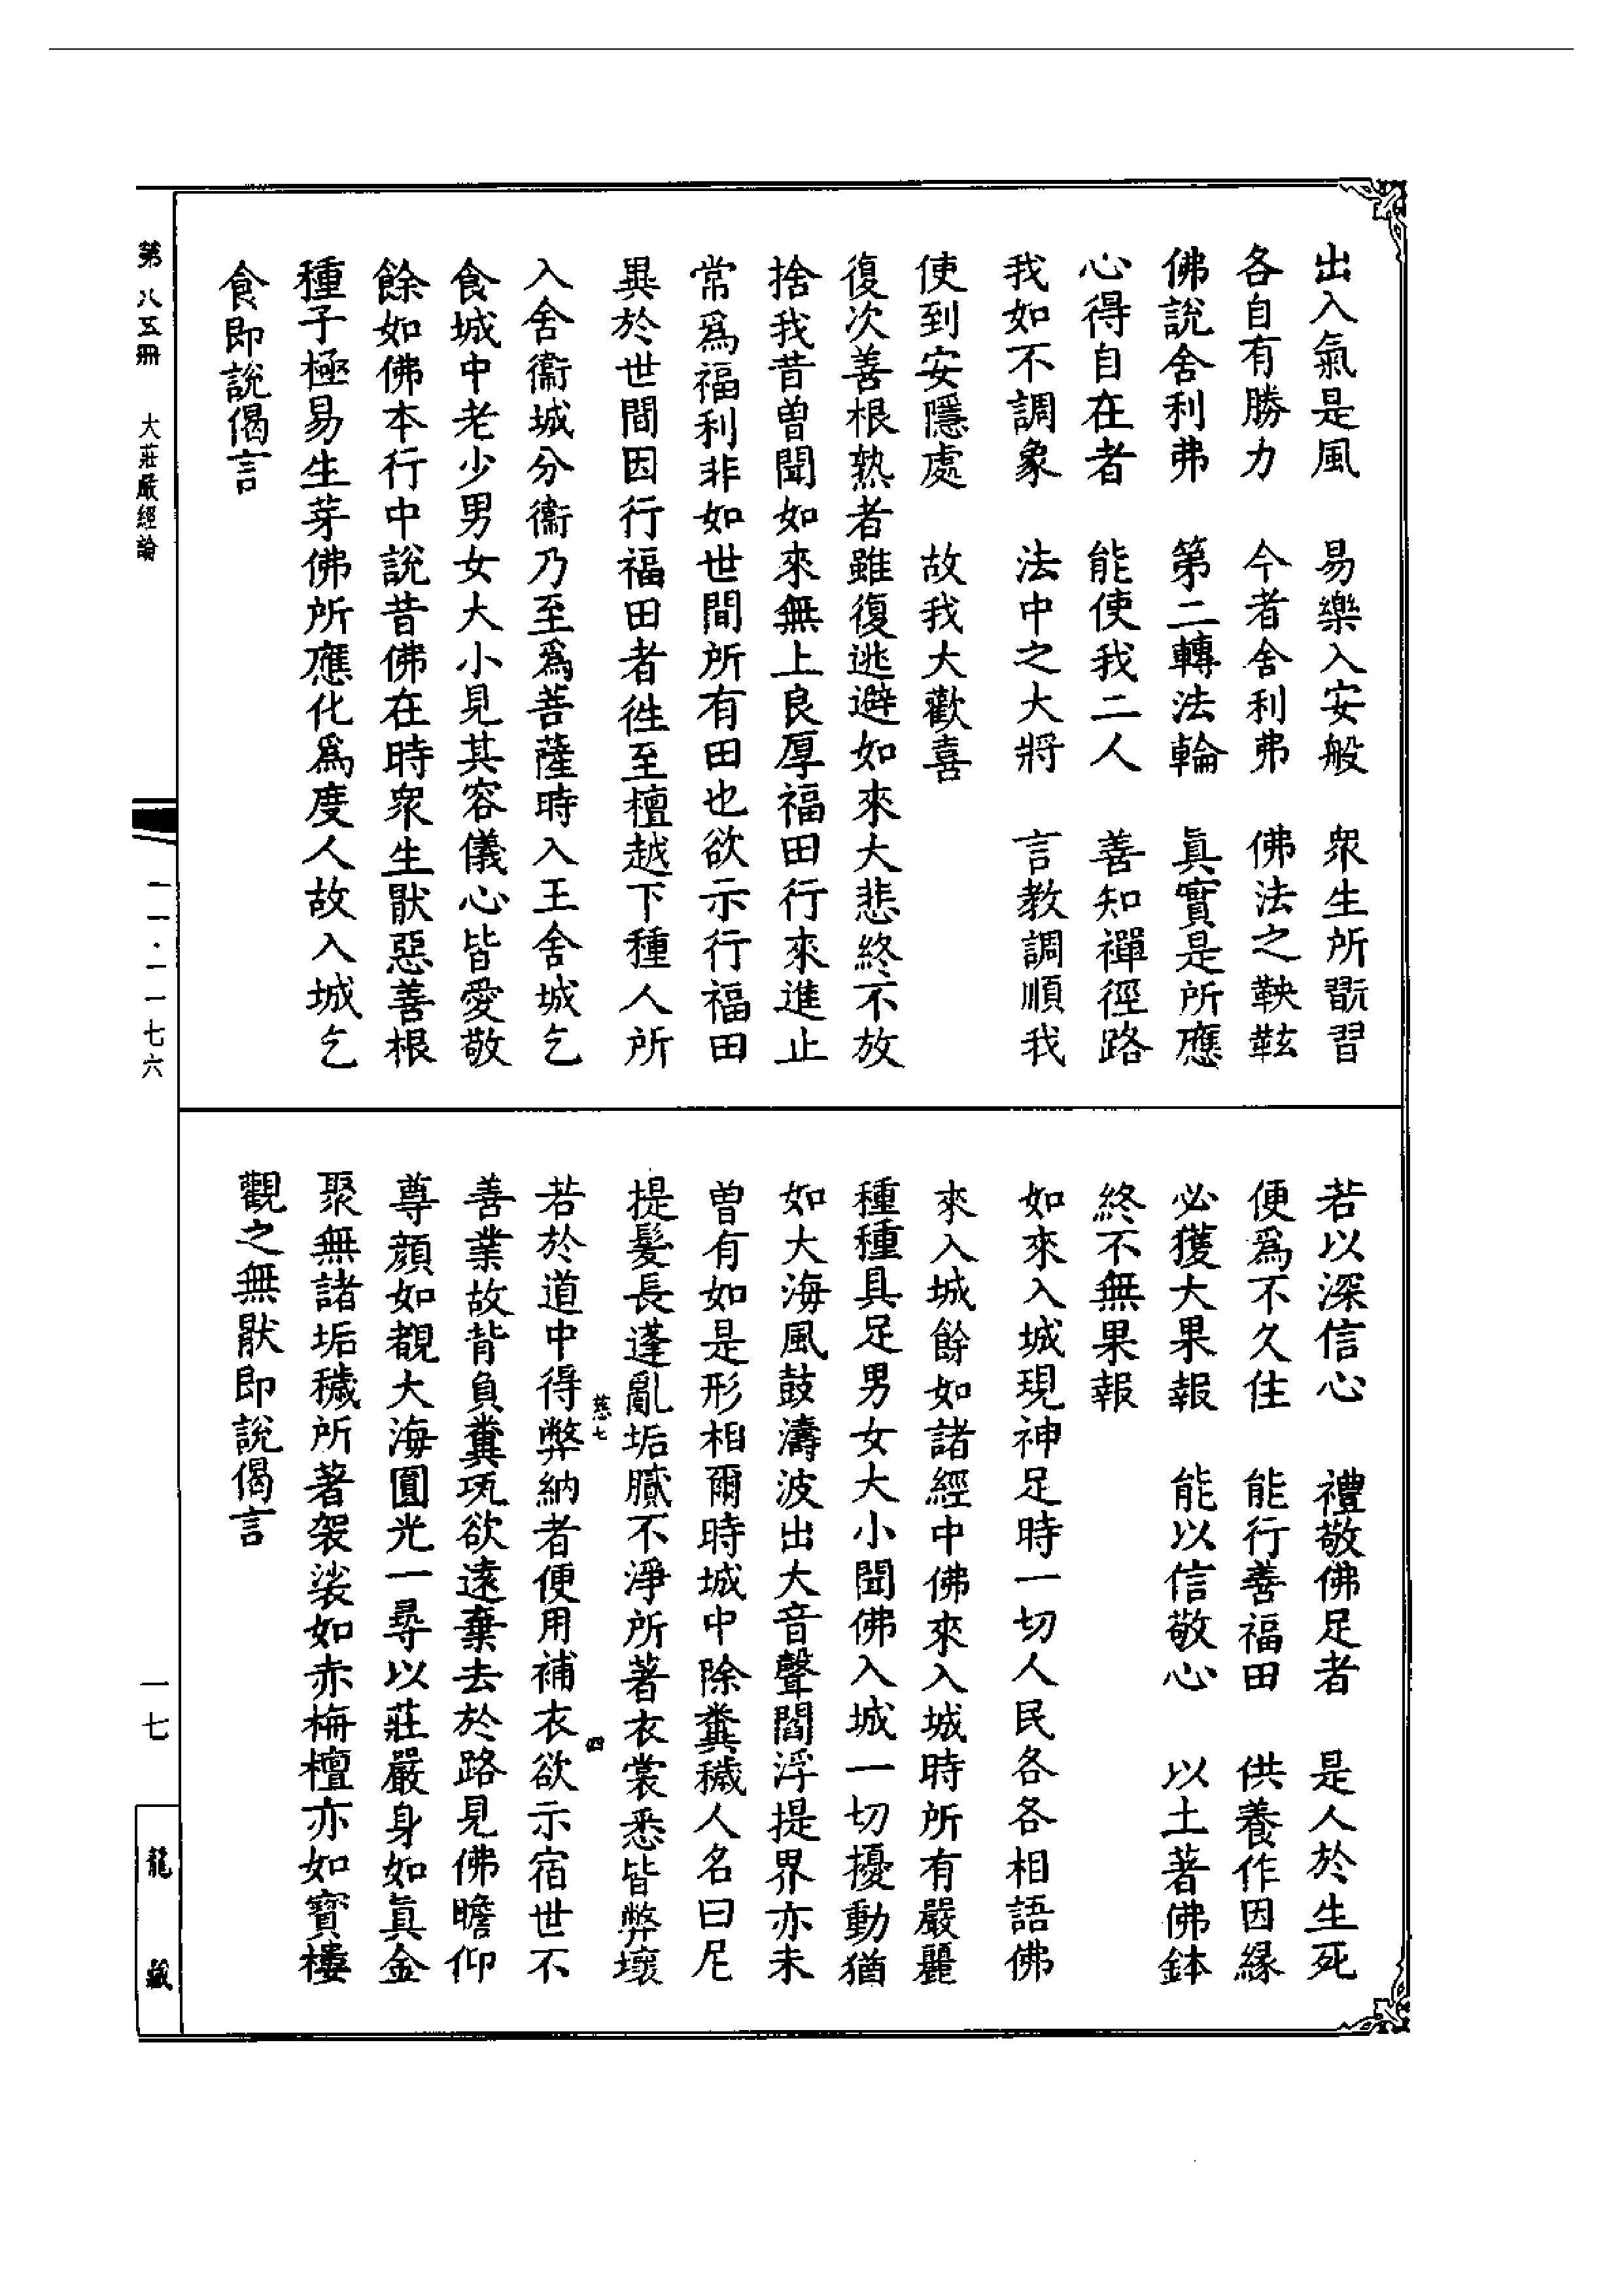 出入氣是風　易樂入安般　衆生所翫習
各自有勝力　今者舍利弗　佛法之鞅䩙
佛說舍利弗　第二轉法輪　眞實是所應
心得自在者　能使我二人　善知禪徑路
我如不調象　法中之大將　言教調順我
使到安隱處　故我大歡喜
復次善根熟者雖復逃避如來大悲終不放
捨我昔曾聞如來無上良厚福田行來進止
常爲福利非如世間所有田也欲示行福田
異於世間因行福田者徃至檀越下種人所
入舍衞城分衞乃至爲菩薩時入王舍城乞
食城中老少男女大小見其容儀心皆愛敬
餘如佛本行中說昔佛在時衆生厭惡善根
種子極易生芽佛所應化爲度人故入城乞
食即說偈言
若以深信心　禮敬佛足者　是人於生死
便爲不久住　能行善福田　供養作因緣
必獲大果報　能以信敬心　以土著佛鉢
終不無果報
如來入城現神足時一切人民各各相語佛
來入城餘如諸經中佛來入城時所有嚴麗
種種具足男女大小聞佛入城一切擾動猶
如大海風鼓濤波出大音聲閻浮提界亦未
曾有如是形相爾時城中除糞穢人名曰尼
提髮長蓬亂垢膩不淨所著衣裳悉皆弊壞
慈七　四
若於道中得弊納者便用補衣欲示宿世不
善業故背負糞瓨欲遠棄去於路見佛瞻仰
尊顏如覩大海圓光一尋以莊嚴身如眞金
聚無諸垢穢所著袈裟如赤栴檀亦如寶樓
觀之無厭即說偈言
第八五冊　大莊嚴經論
一一·一一七六
一七
龍藏